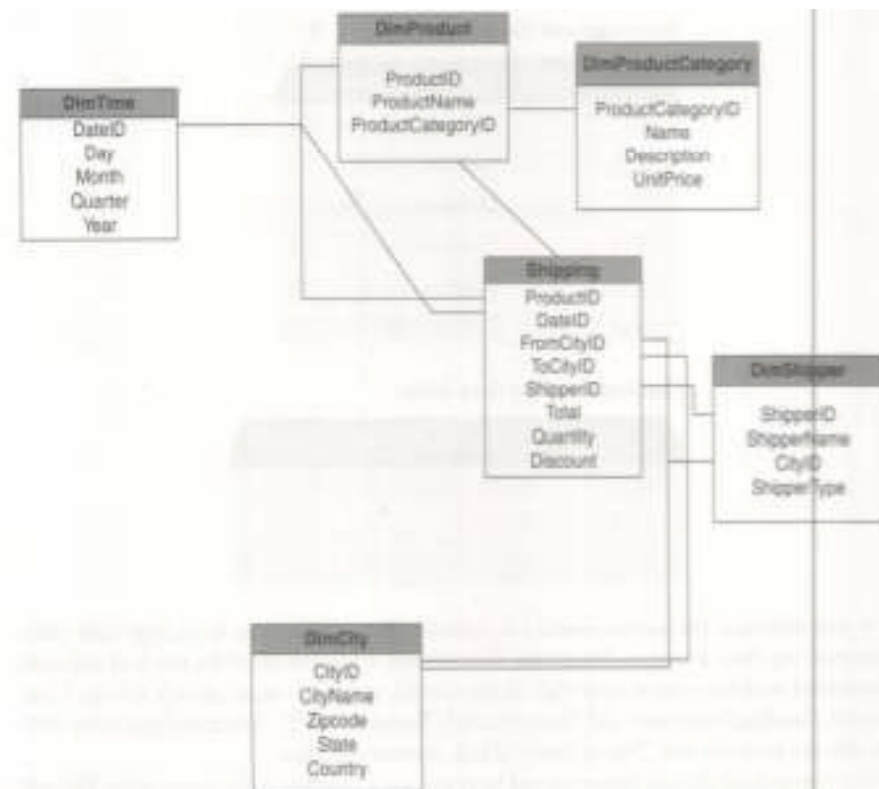 DimProduct
ProductID
ProductName
ProductCategoryID
DimProductCategory
ProductCategoryID
Name
Description
UnitPrice
DimTime
DateID
Day
Month
Quarter
Year
Shipping
ProductID
DateID
FromCityID
ToCityID
ShipperID
Total
Quantity
Discount
DimShipper
ShipperID
ShipperName
CityID
ShipperType
DimCity
CityID
CityName
Zipcode
State
Country